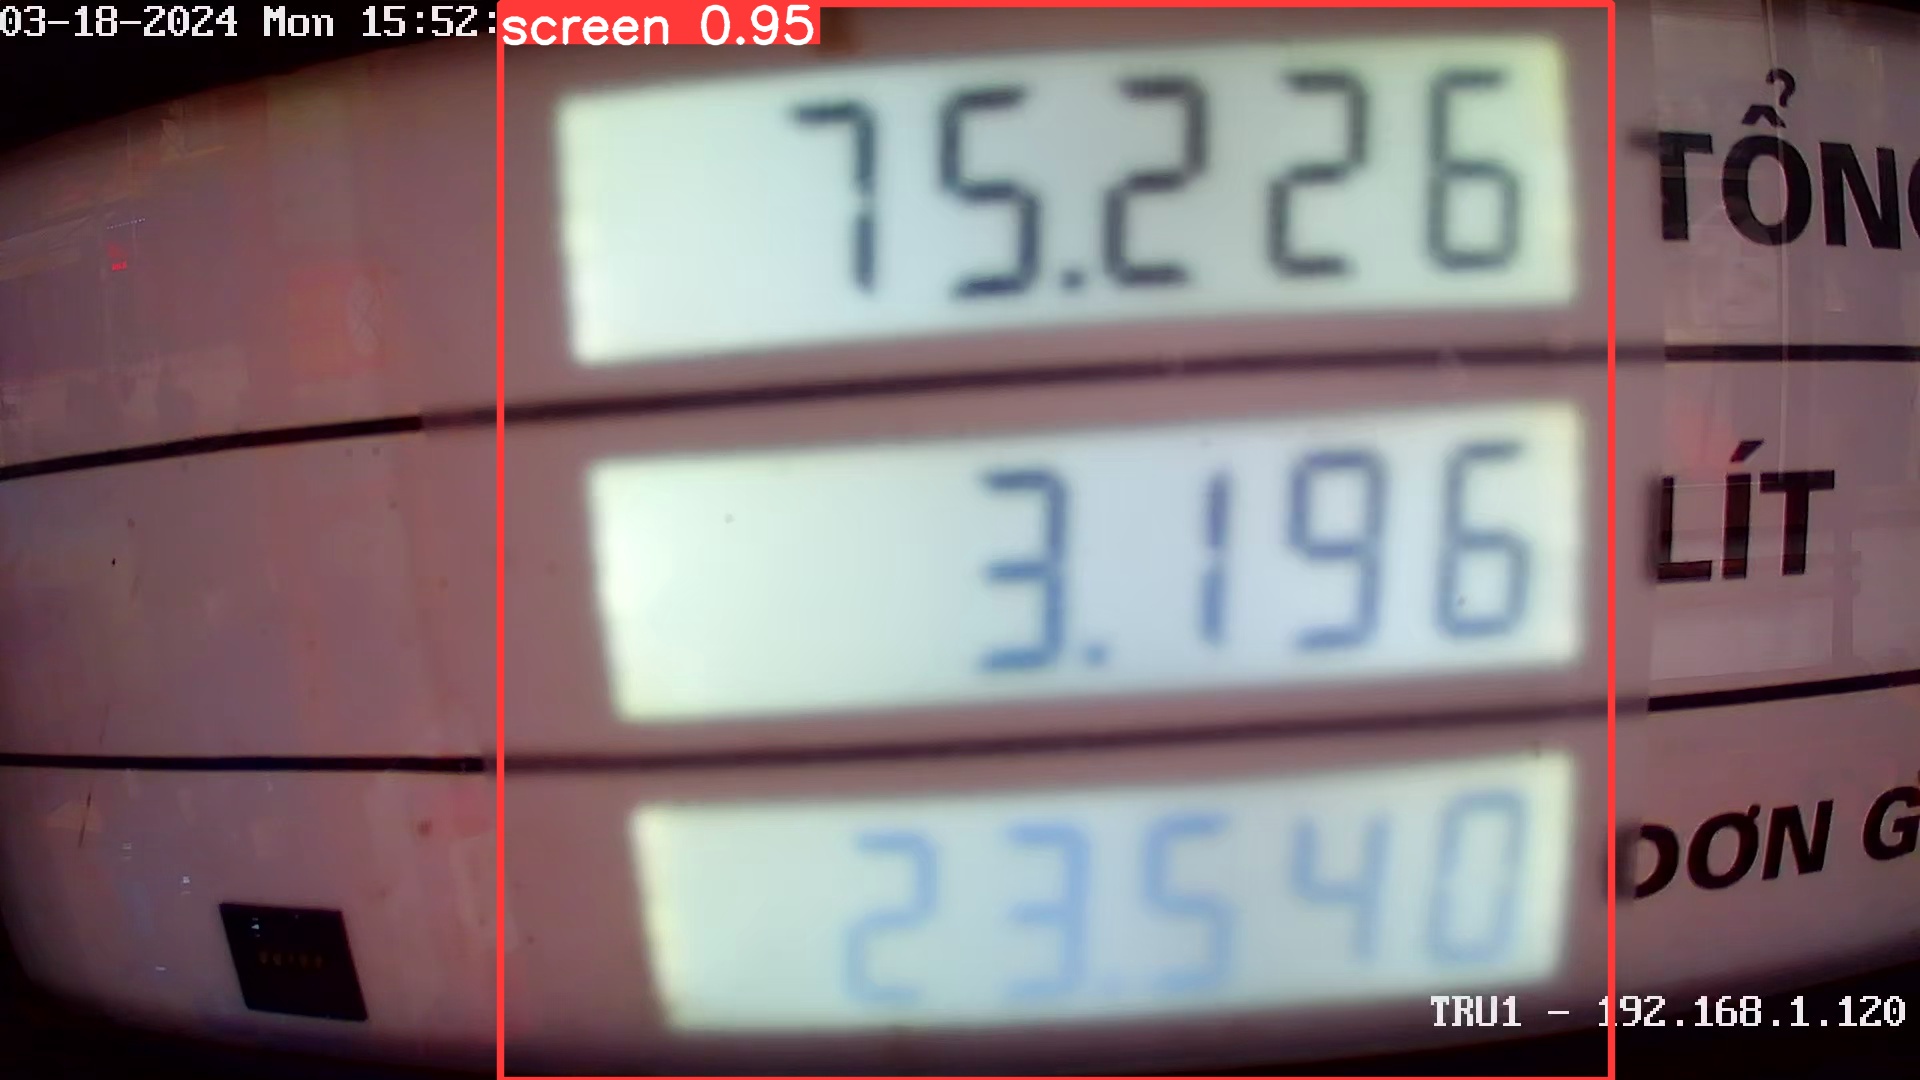 03-18-2024 Mon 15:52:
screen 0.95
75.226
TỔNG
3.196
LÍT
23.540
ĐƠN G
TRU1 - 192.168.1.120